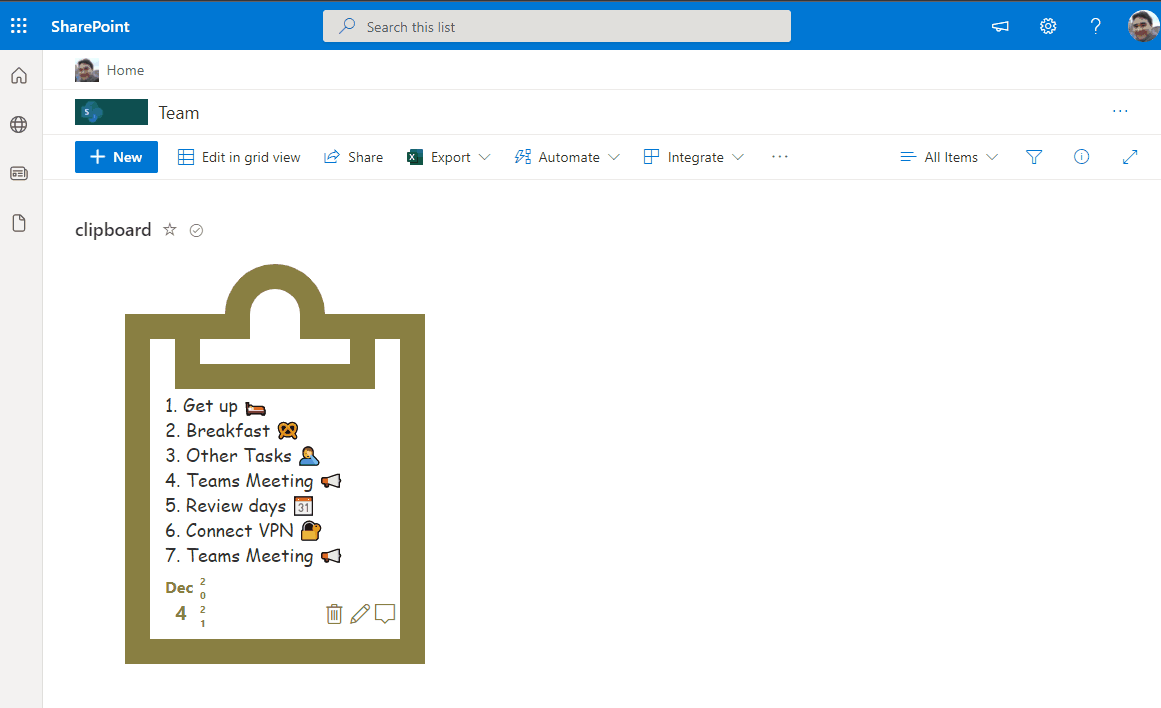 SharePoint
Search this list
Home
S
Team
New
Edit in grid view
Share
Export
Automate
Integrate
All Items
clipboard
1. Get up
2. Breakfast
3. Other Tasks
4. Teams Meeting
5. Review days 31
6. Connect VPN
7. Teams Meeting
Dec 4 2021